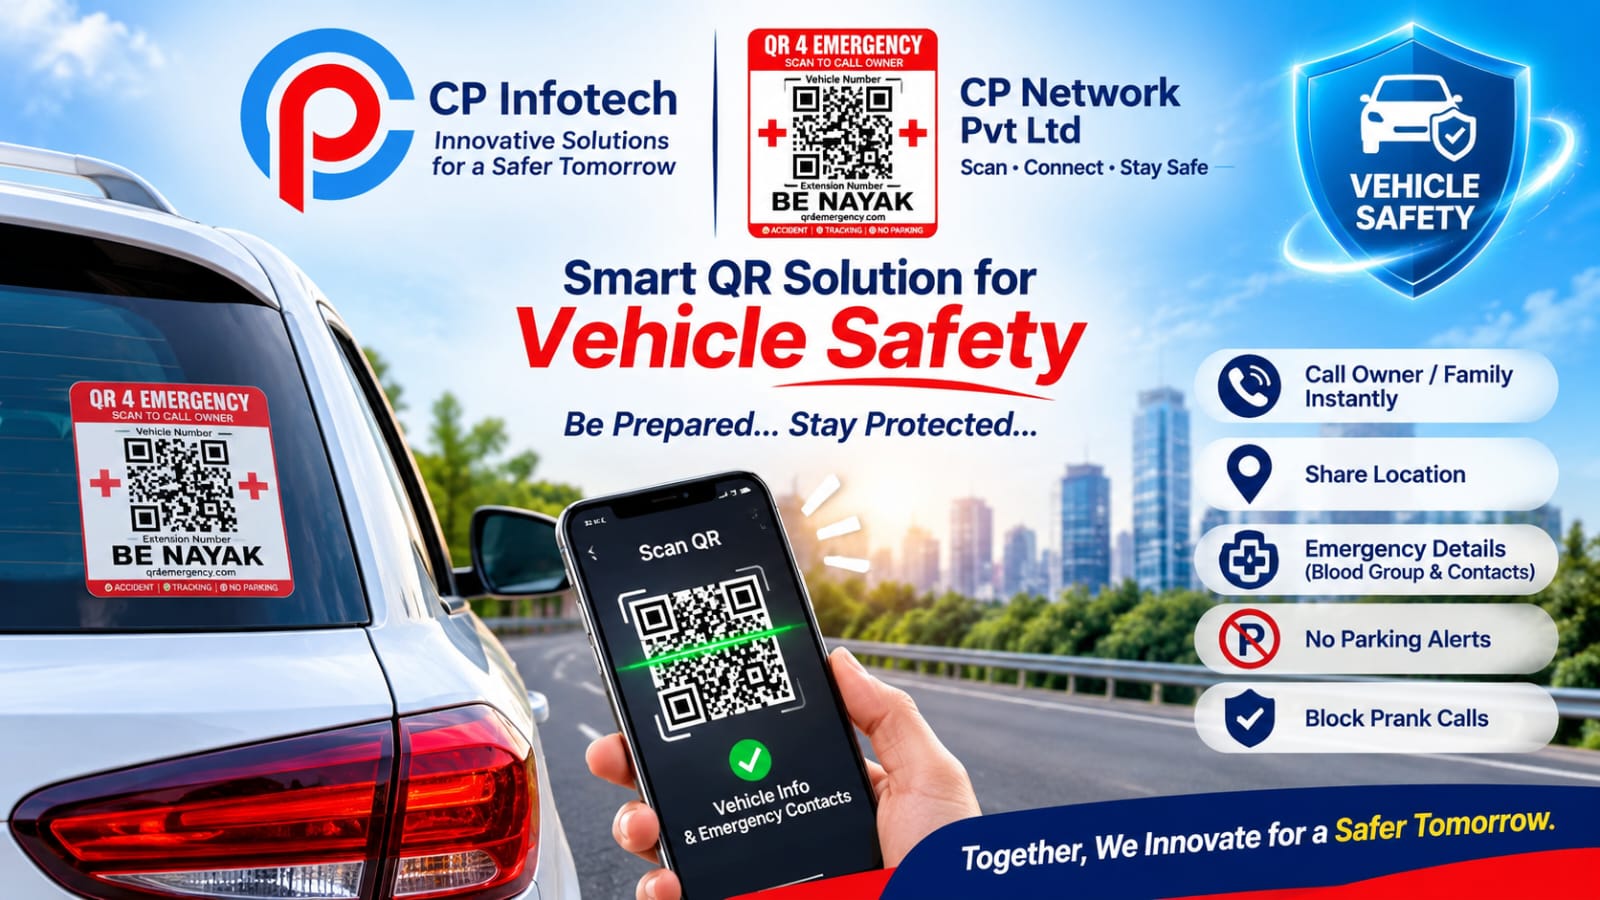 CP Infotech
Innovative Solutions
for a Safer Tomorrow
QR 4 EMERGENCY
SCAN TO CALL OWNER
Vehicle Number
Extension Number
BE NAYAK
qr4emergency.com
ACCIDENT | TRACKING | NO PARKING
CP Network
Pvt Ltd
Scan • Connect • Stay Safe
VEHICLE
SAFETY
Smart QR Solution for
Vehicle Safety
Be Prepared... Stay Protected...
QR 4 EMERGENCY
SCAN TO CALL OWNER
Vehicle Number
Extension Number
BE NAYAK
qr4emergency.com
ACCIDENT | TRACKING | NO PARKING
Scan QR
Vehicle Info
& Emergency Contacts
Call Owner / Family
Instantly
Share Location
Emergency Details
(Blood Group & Contacts)
No Parking Alerts
Block Prank Calls
Together, We Innovate for a Safer Tomorrow.